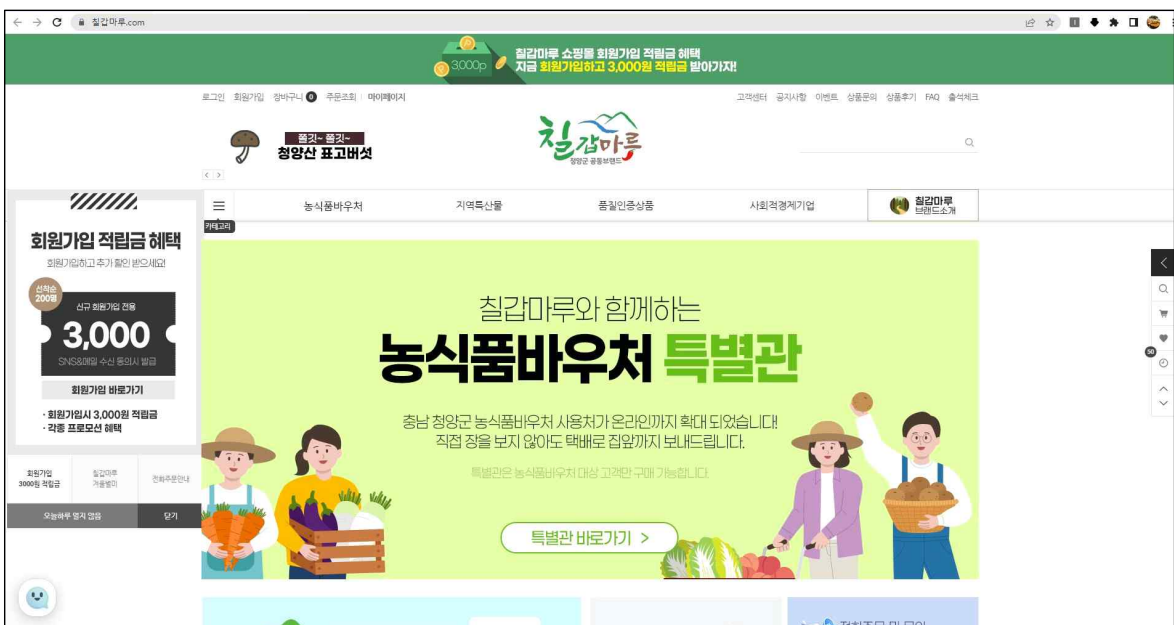 칠갑마루.com
3,000p
칠갑마루 쇼핑몰 회원가입 적립금 혜택
지금 회원가입하고 3,000원 적립금 받아가자!
로그인 회원가입 장바구니 0 주문조회 마이페이지
고객센터 공지사항 이벤트 상품문의 상품후기 FAQ 출석체크
쫄깃~ 쫄깃~
청양산 표고버섯
칠갑마루
청양군 공동브랜드
농식품바우처 지역특산물 품질인증상품 사회적경제기업
칠갑마루
브랜드소개
카테고리
회원가입 적립금 혜택
회원가입하고 추가 할인 받으세요!
선착순
200명
신규 회원가입 전용
3,000
SNS&메일 수신 동의시 발급
회원가입 바로가기
· 회원가입시 3,000원 적립금
· 각종 프로모션 혜택
회원가입
3000원 적립금
칠갑마루
겨울별미
전화주문안내
오늘하루 열지 않음 닫기
칠갑마루와 함께하는
농식품바우처 특별관
충남 청양군 농식품바우처 사용처가 온라인까지 확대 되었습니다!
직접 장을 보지 않아도 택배로 집앞까지 보내드립니다.
특별관은 농식품바우처 대상 고객만 구매 가능합니다.
특별관 바로가기 >
50